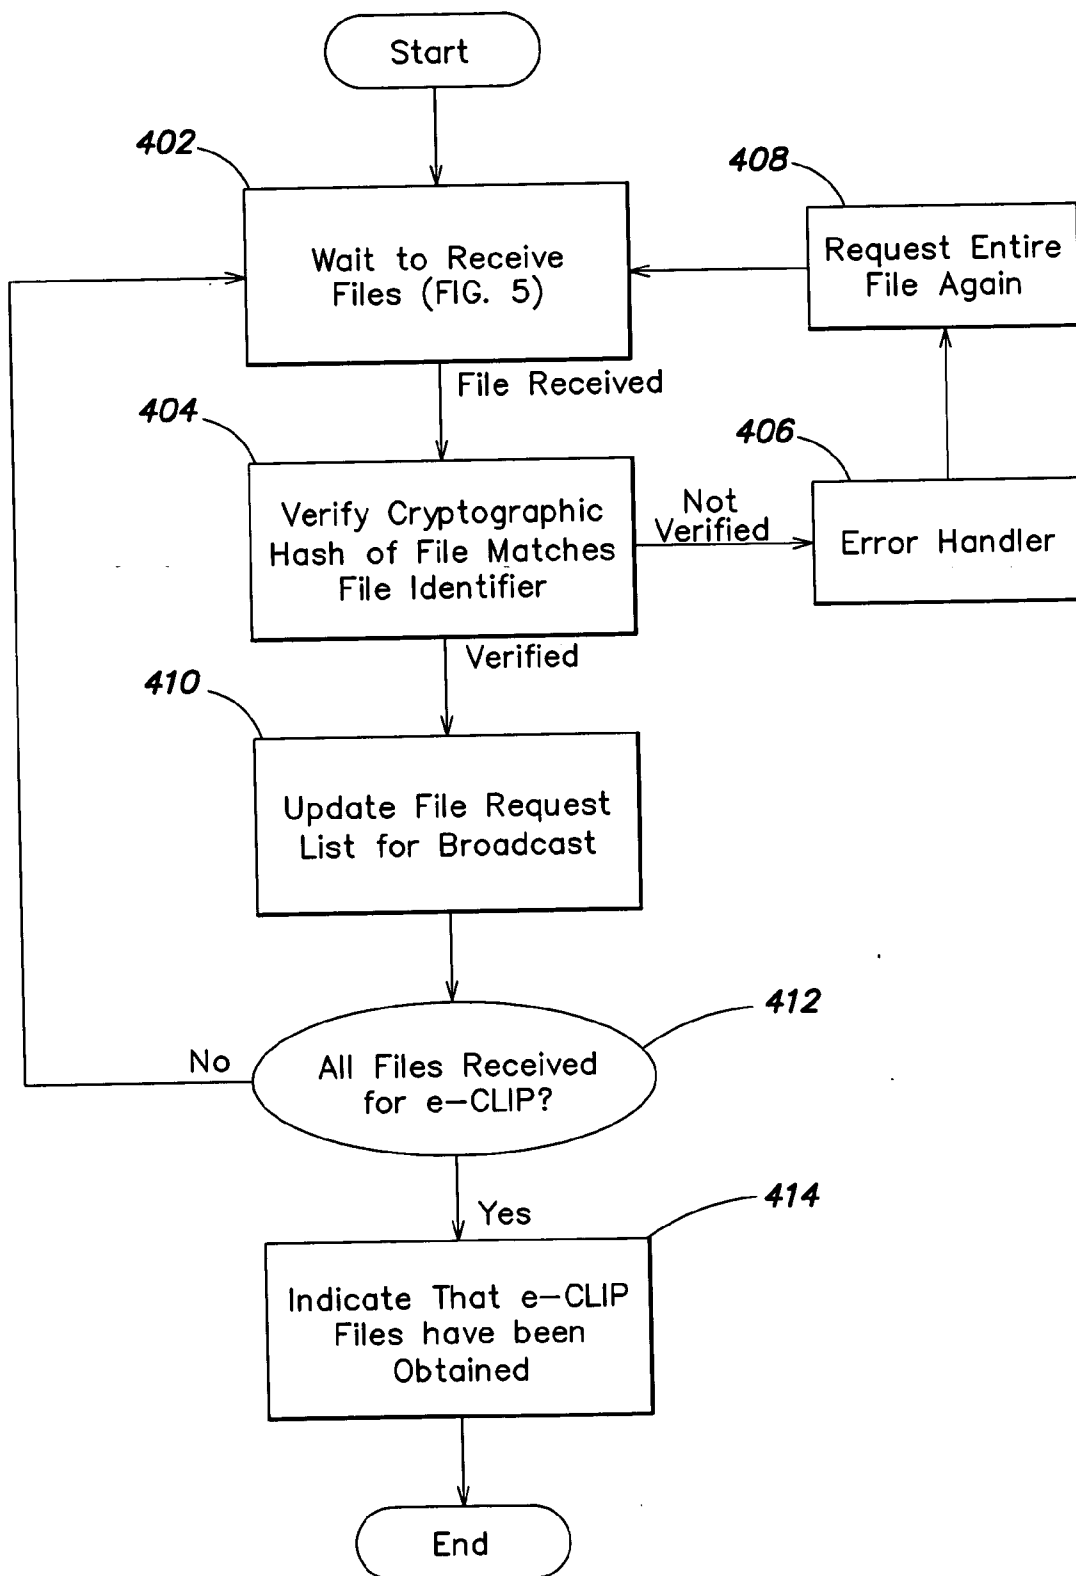 Start
402
Wait to Receive
Files (FIG. 5)
408
Request Entire
File Again
File Received
404
Verify Cryptographic
Hash of File Matches
File Identifier
Not
Verified
406
Error Handler
Verified
410
Update File Request
List for Broadcast
412
All Files Received
for e-CLIP?
No
Yes
414
Indicate That e-CLIP
Files have been
Obtained
End